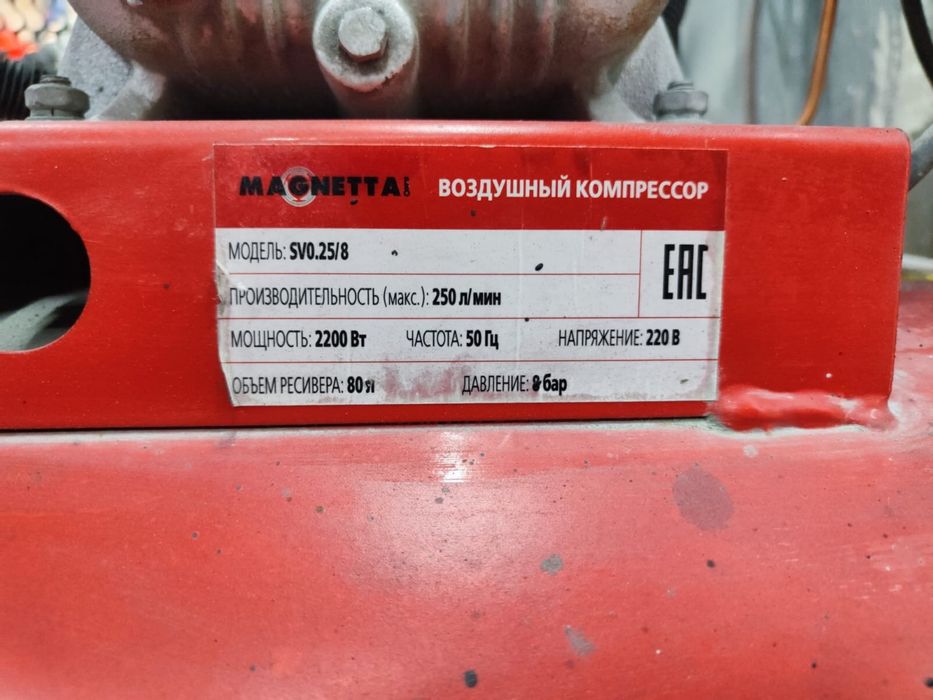 MAGNETTA ВОЗДУШНЫЙ КОМПРЕССОР
МОДЕЛЬ: SV0.25/8
EAC
ПРОИЗВОДИТЕЛЬНОСТЬ (макс.): 250 л/мин
МОЩНОСТЬ: 2200 Вт ЧАСТОТА: 50 Гц НАПРЯЖЕНИЕ: 220 В
ОБЪЕМ РЕСИВЕРА: 80 л ДАВЛЕНИЕ: 8 бар